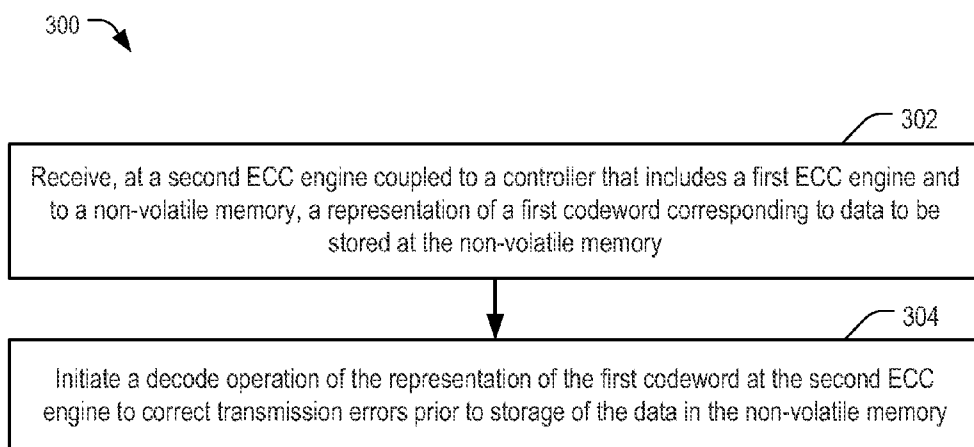 300
302
Receive, at a second ECC engine coupled to a controller that includes a first ECC engine and
to a non-volatile memory, a representation of a first codeword corresponding to data to be
stored at the non-volatile memory
304
Initiate a decode operation of the representation of the first codeword at the second ECC
engine to correct transmission errors prior to storage of the data in the non-volatile memory